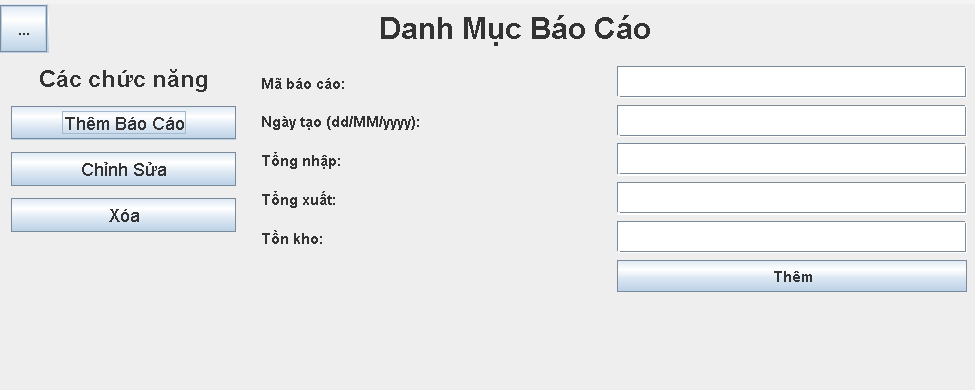 ...
Danh Mục Báo Cáo
Các chức năng
Thêm Báo Cáo
Chỉnh Sửa
Xóa
Mã báo cáo:
Ngày tạo (dd/MM/yyyy):
Tổng nhập:
Tổng xuất:
Tồn kho:
Thêm